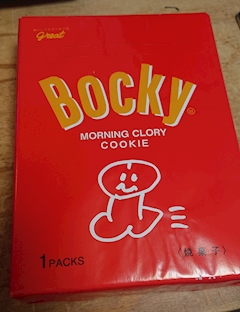 Great
BOCKY®
MORNING CLORY
COOKIE
1 PACKS
(焼菓子)